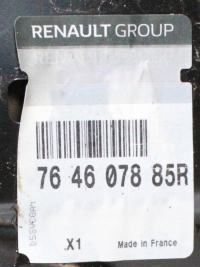 RENAULT GROUP
76 46 078 85R
X1
Made in France